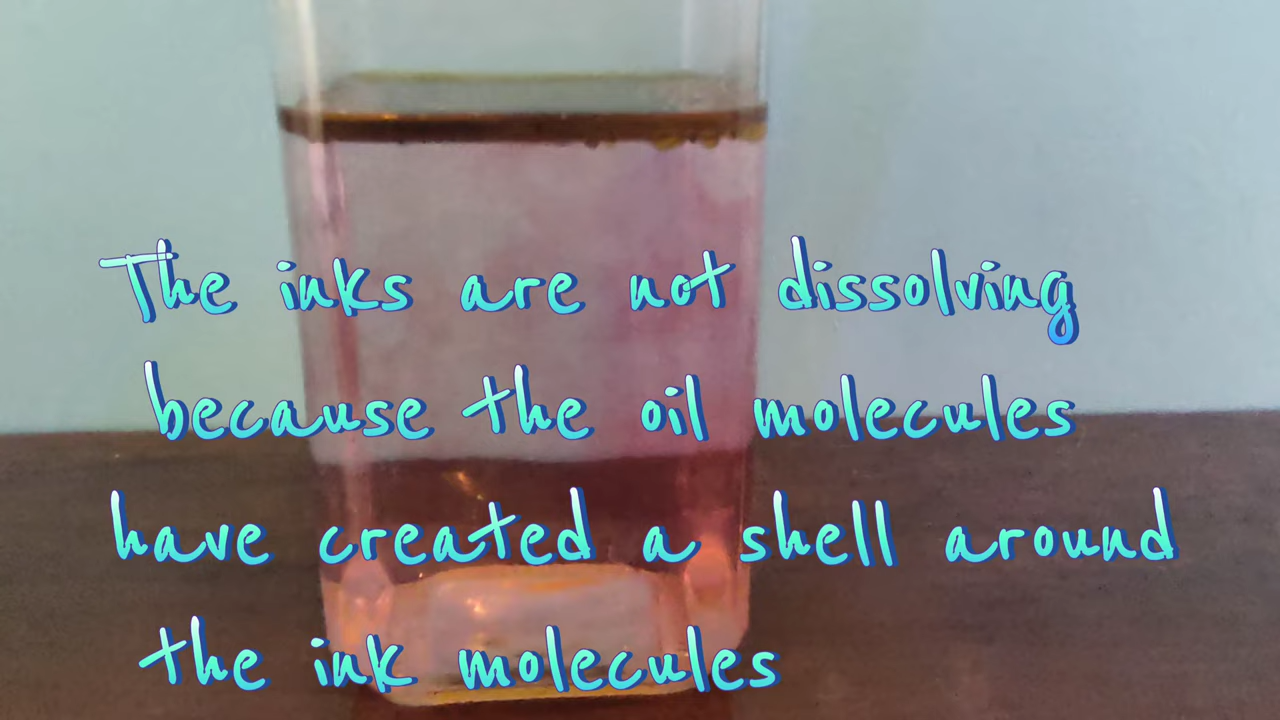 The inks are not dissolving
because the oil molecules
have created a shell around
the ink molecules